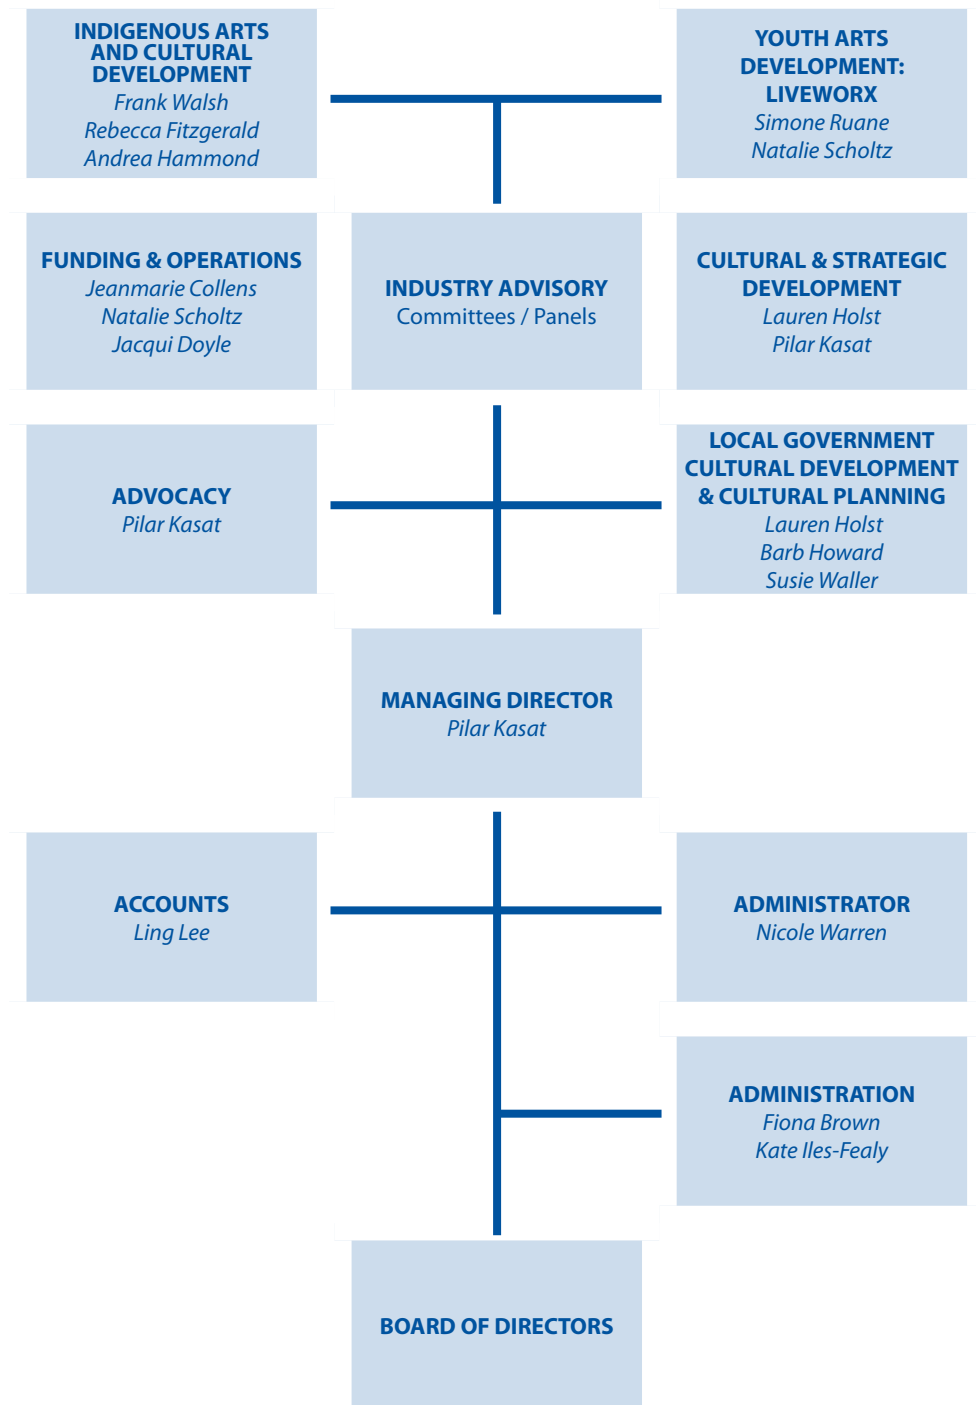 INDIGENOUS ARTS
AND CULTURAL
DEVELOPMENT
Frank Walsh
Rebecca Fitzgerald
Andrea Hammond
YOUTH ARTS
DEVELOPMENT:
LIVEWORX
Simone Ruane
Natalie Scholtz
FUNDING & OPERATIONS
Jeanmarie Collens
Natalie Scholtz
Jacqui Doyle
INDUSTRY ADVISORY
Committees / Panels
CULTURAL & STRATEGIC
DEVELOPMENT
Lauren Holst
Pilar Kasat
ADVOCACY
Pilar Kasat
LOCAL GOVERNMENT
CULTURAL DEVELOPMENT
& CULTURAL PLANNING
Lauren Holst
Barb Howard
Susie Waller
MANAGING DIRECTOR
Pilar Kasat
ACCOUNTS
Ling Lee
ADMINISTRATOR
Nicole Warren
ADMINISTRATION
Fiona Brown
Kate Iles-Fealy
BOARD OF DIRECTORS